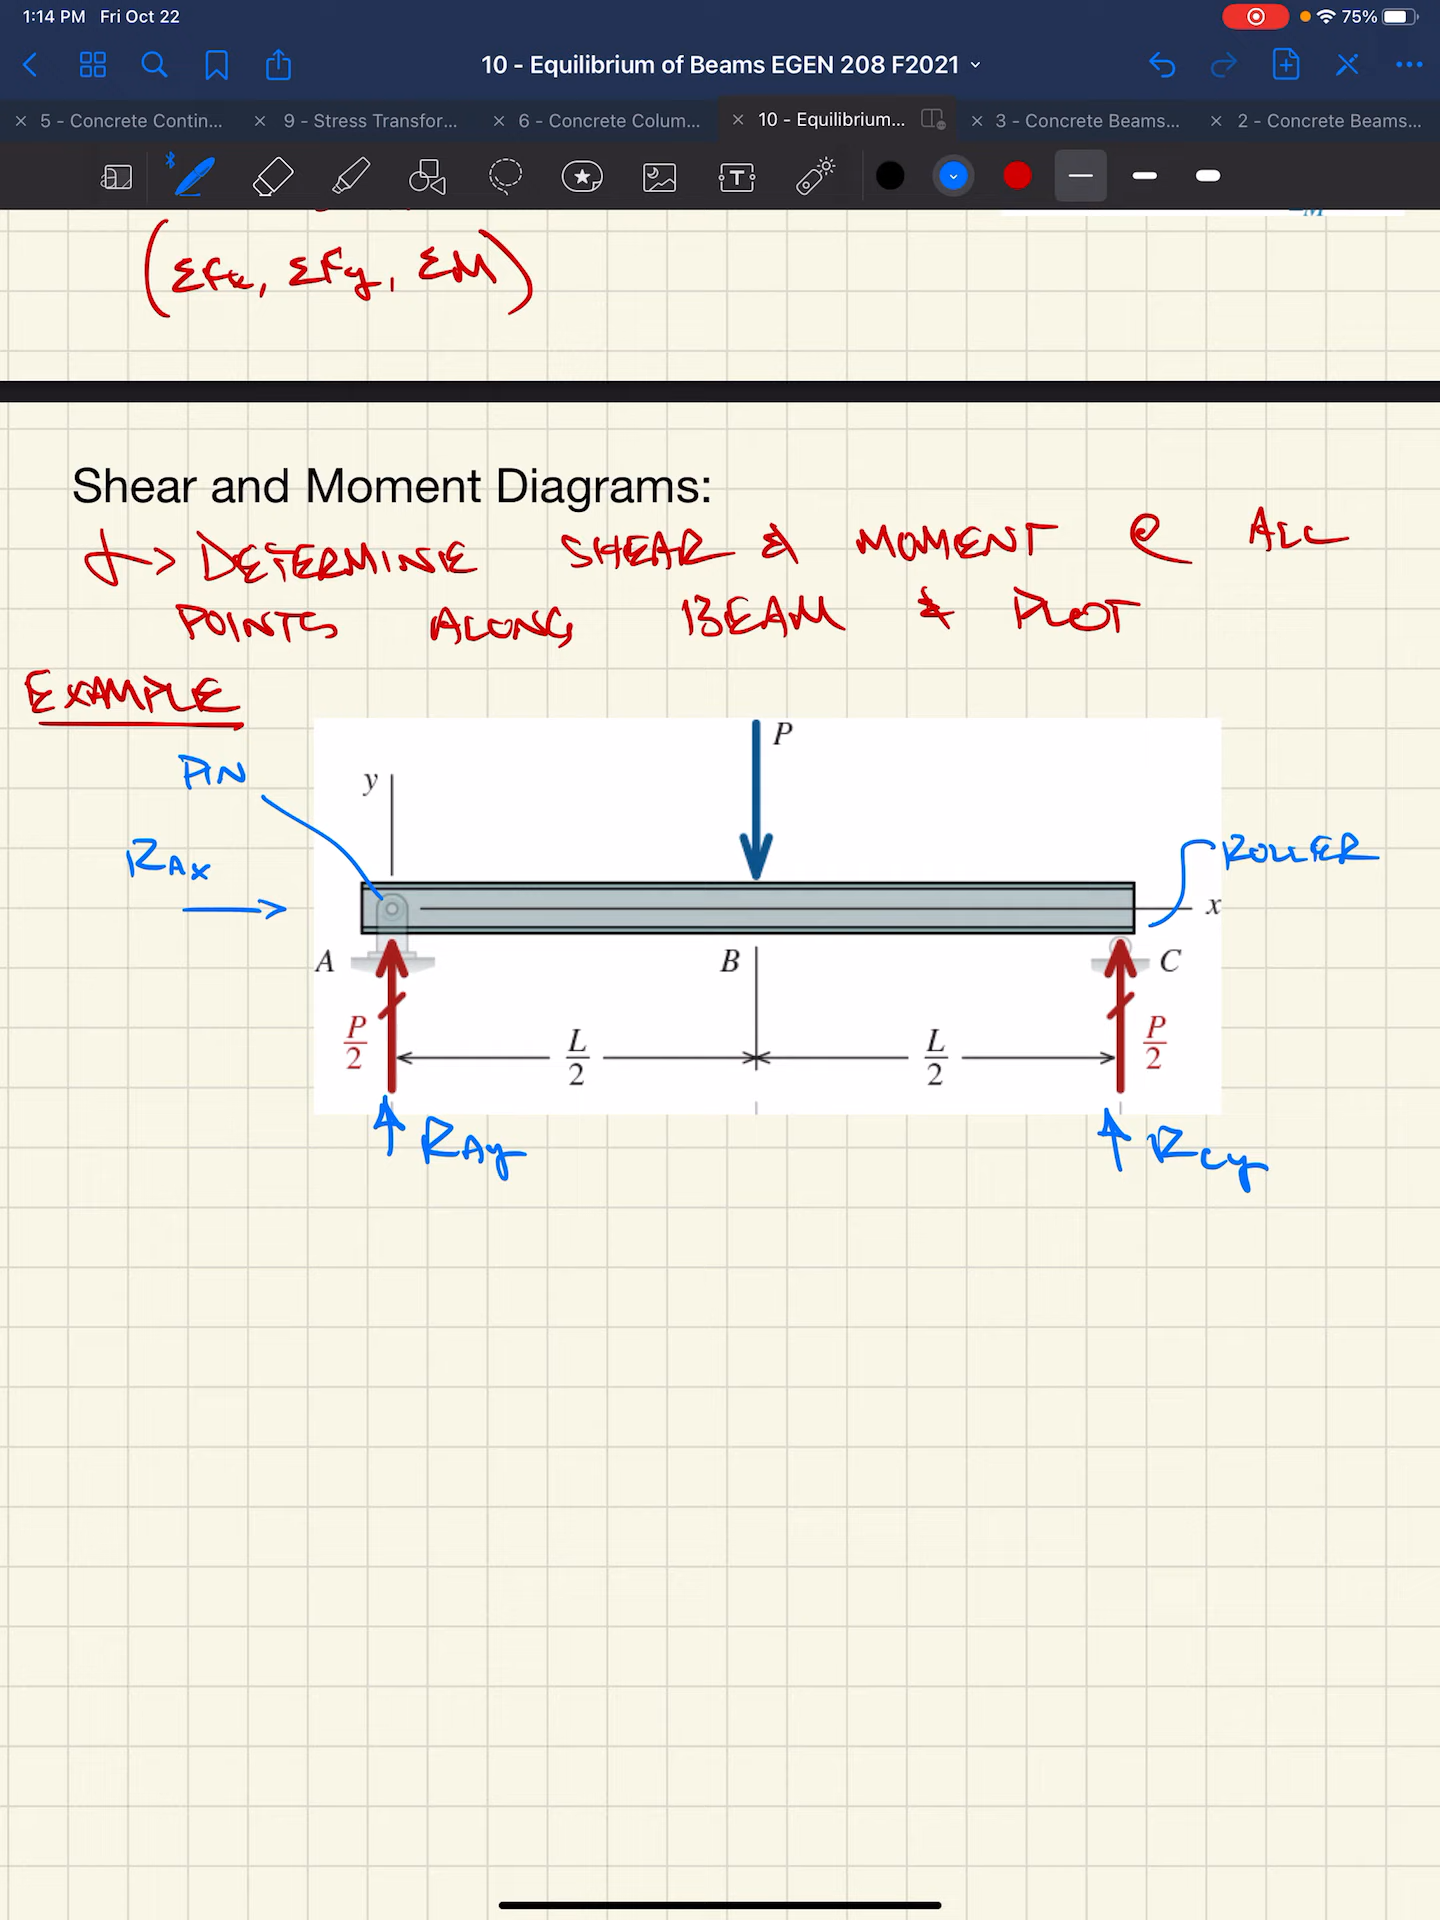 1:14 PM Fri Oct 22
75%
10 - Equilibrium of Beams EGEN 208 F2021
5 - Concrete Contin...
9 - Stress Transfor...
6 - Concrete Colum...
10 - Equilibrium...
3 - Concrete Beams...
2 - Concrete Beams...
(ΣFx, ΣFy, ΣM)
Shear and Moment Diagrams:
↳> DETERMINE SHEAR & MOMENT @ ALL
POINTS ALONG BEAM & PLOT
EXAMPLE
P
PIN
y
RAx
ROLLER
x
A
B
C
P/2
L/2
L/2
P/2
RAy
RCy